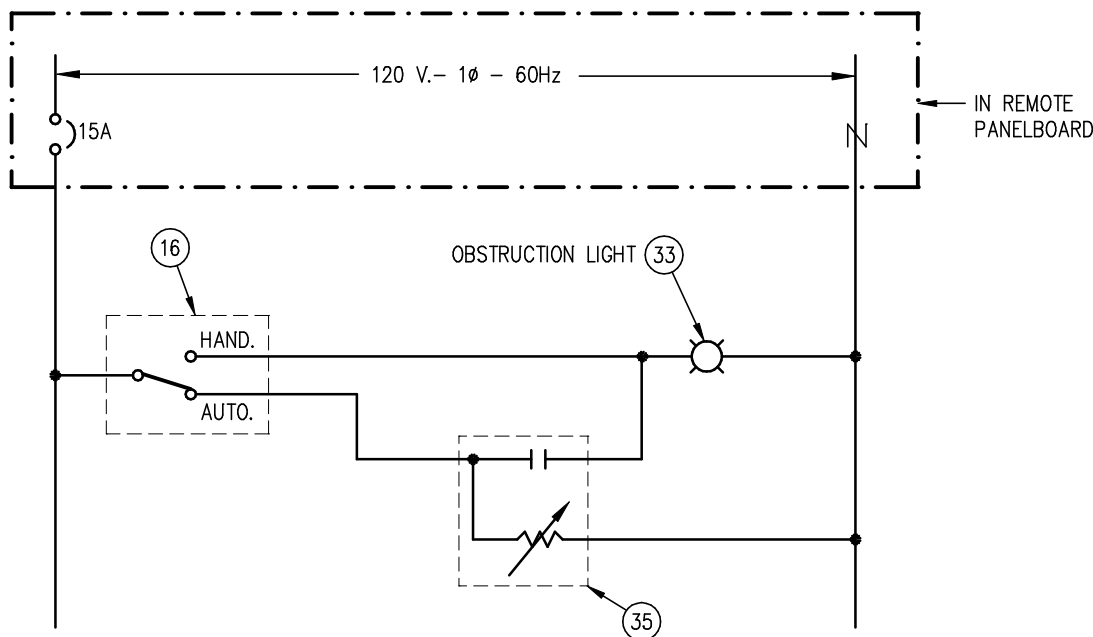 120 V.- 1ø - 60Hz
IN REMOTE
PANELBOARD
15A
N
16
OBSTRUCTION LIGHT 33
HAND.
AUTO.
35